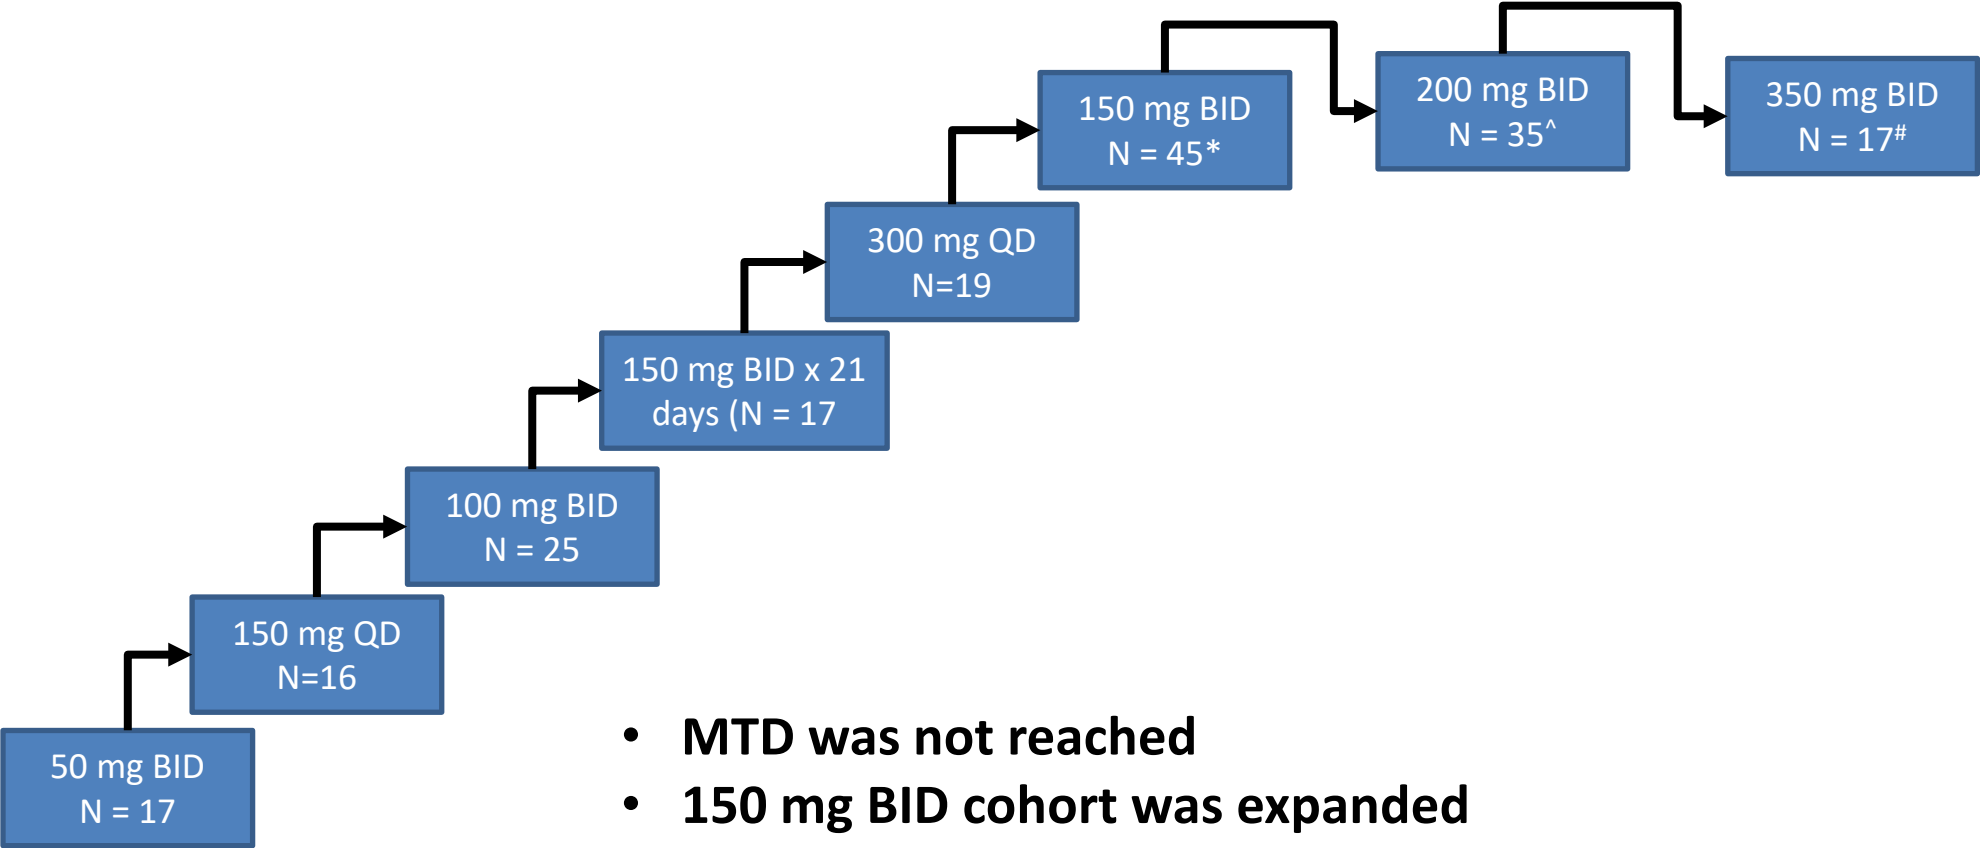 150 mg BID
N = 45*
200 mg BID
N = 35^
350 mg BID
N = 17#
300 mg QD
N=19
150 mg BID x 21
days (N = 17
100 mg BID
N = 25
150 mg QD
N=16
50 mg BID
N = 17
• MTD was not reached
• 150 mg BID cohort was expanded